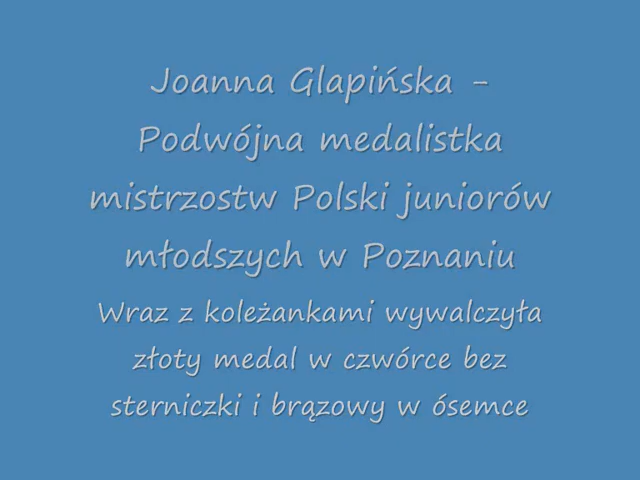 Joanna Glapińska -
Podwójna medalistka
mistrzostw Polski juniorów
młodszych w Poznaniu
Wraz z koleżankami wywalczyła
złoty medal w czwórce bez
sterniczki i brązowy w ósemce